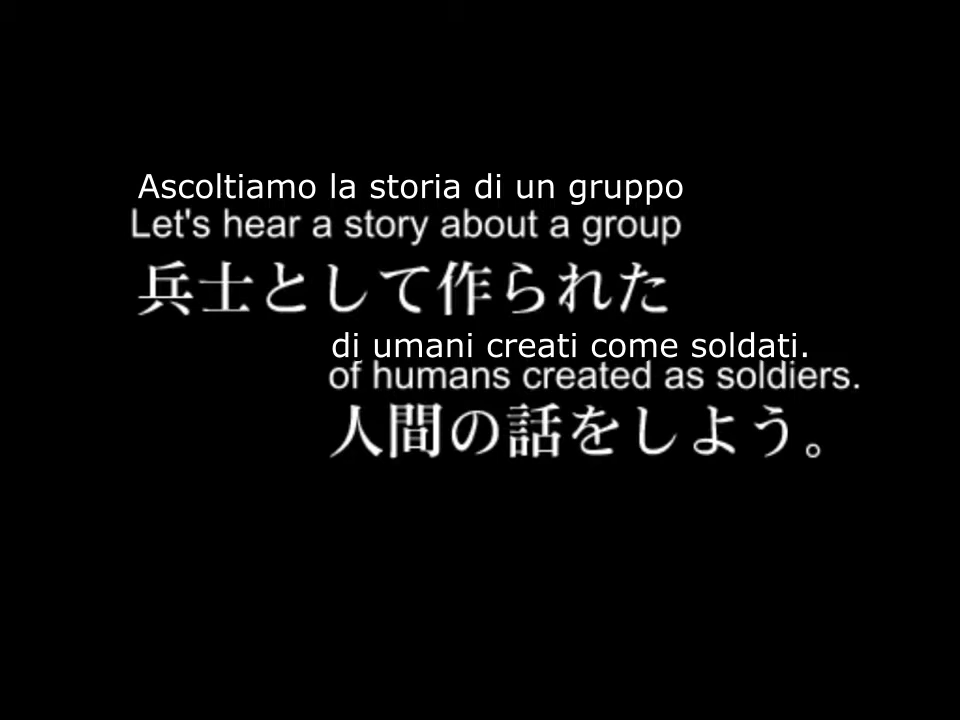 Ascoltiamo la storia di un gruppo
Let's hear a story about a group
兵士として作られた
di umani creati come soldati.
of humans created as soldiers.
人間の話をしよう。